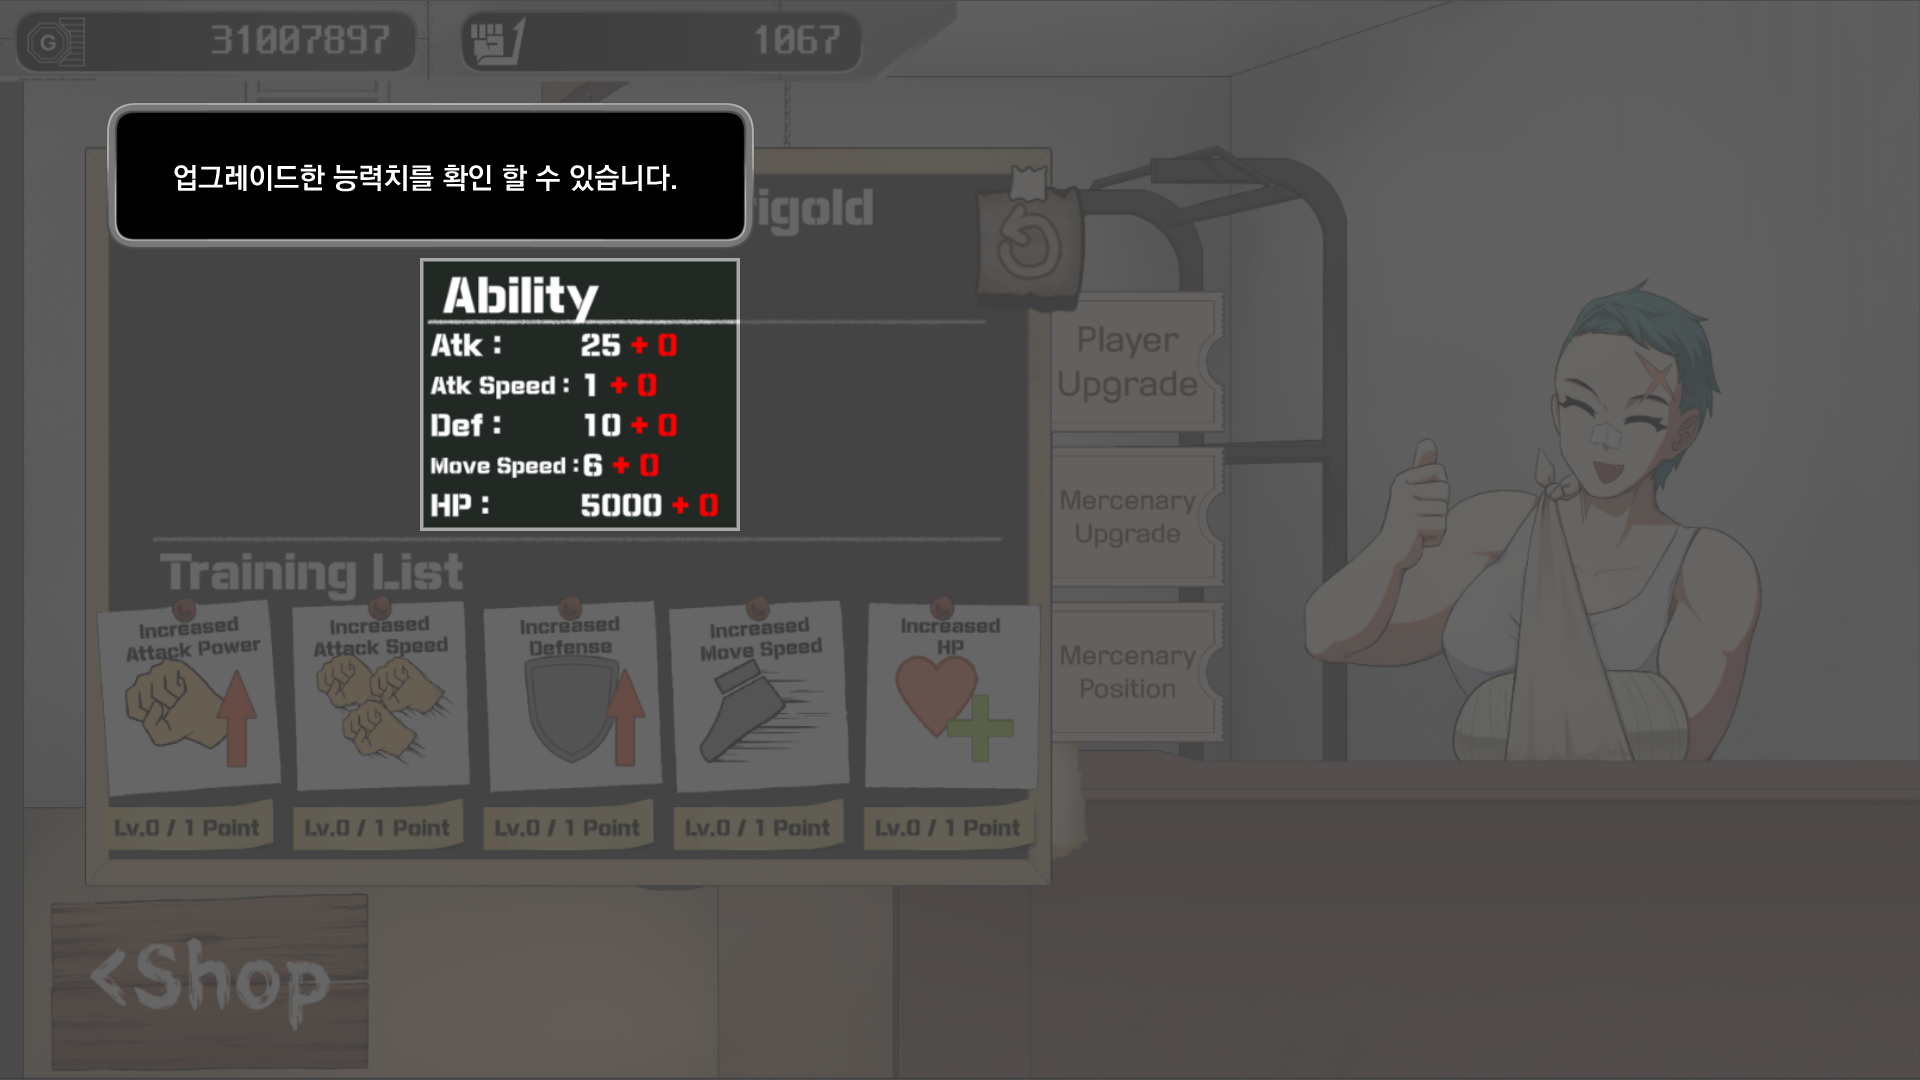 G 31007897 1067
업그레이드한 능력치를 확인 할 수 있습니다.
igold
Ability
Atk : 25 + 0
Atk Speed : 1 + 0
Def : 10 + 0
Move Speed : 6 + 0
HP : 5000 + 0
Player
Upgrade
Mercenary
Upgrade
Mercenary
Position
Training List
Increased
Attack Power
Increased
Attack Speed
Increased
Defense
Increased
Move Speed
Increased
HP
Lv.0 / 1 Point
Lv.0 / 1 Point
Lv.0 / 1 Point
Lv.0 / 1 Point
Lv.0 / 1 Point
<Shop